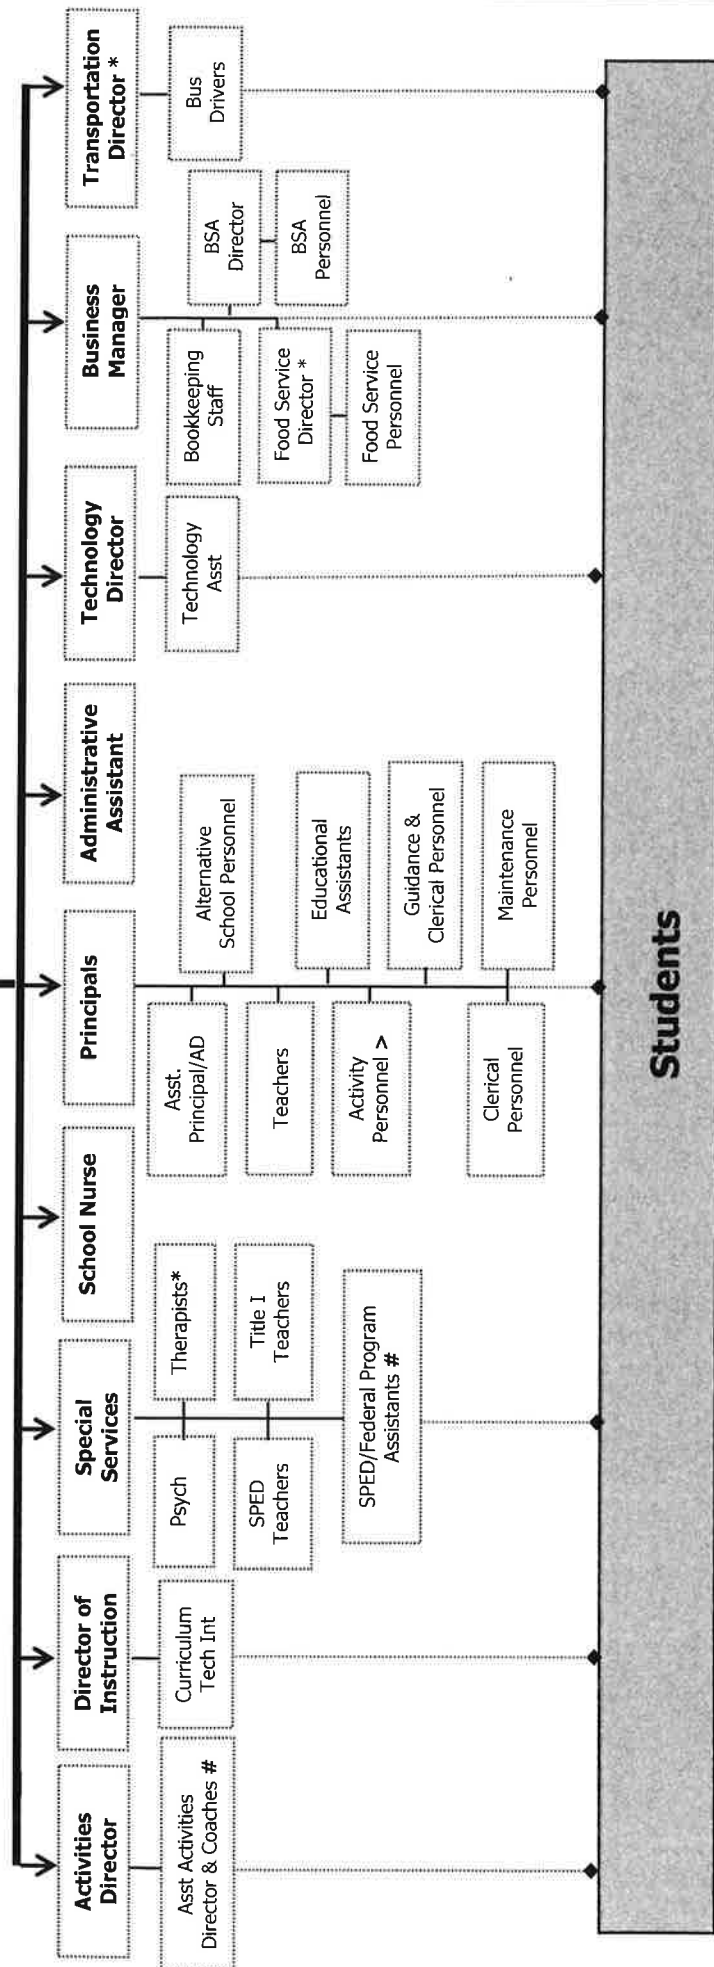 Activities
Director
Director of
Instruction
Special
Services
School Nurse
Principals
Administrative
Assistant
Technology
Director
Business
Manager
Transportation
Director *
Asst Activities
Director & Coaches #
Curriculum
Tech Int
Psych
Therapists*
SPED
Teachers
Title I
Teachers
SPED/Federal Program
Assistants #
Asst.
Principal/AD
Alternative
School Personnel
Teachers
Educational
Assistants
Activity
Personnel >
Guidance &
Clerical Personnel
Clerical
Personnel
Maintenance
Personnel
Technology
Asst
Bookkeeping
Staff
BSA
Director
BSA
Personnel
Food Service
Director *
Food Service
Personnel
Bus
Drivers
Students